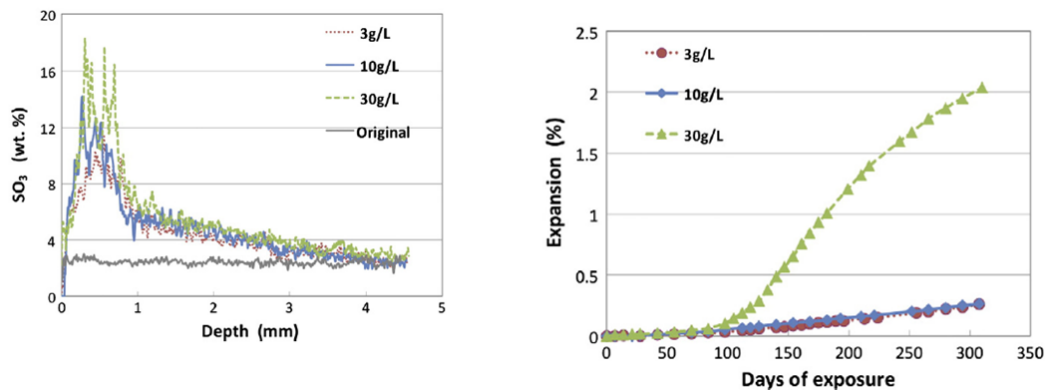 20
16
12
8
4
0
SO₃ (wt. %)
3g/L
10g/L
30g/L
Original
0 1 2 3 4 5
Depth (mm)
2.5
2
1.5
1
0.5
0
Expansion (%)
3g/L
10g/L
30g/L
0 50 100 150 200 250 300 350
Days of exposure